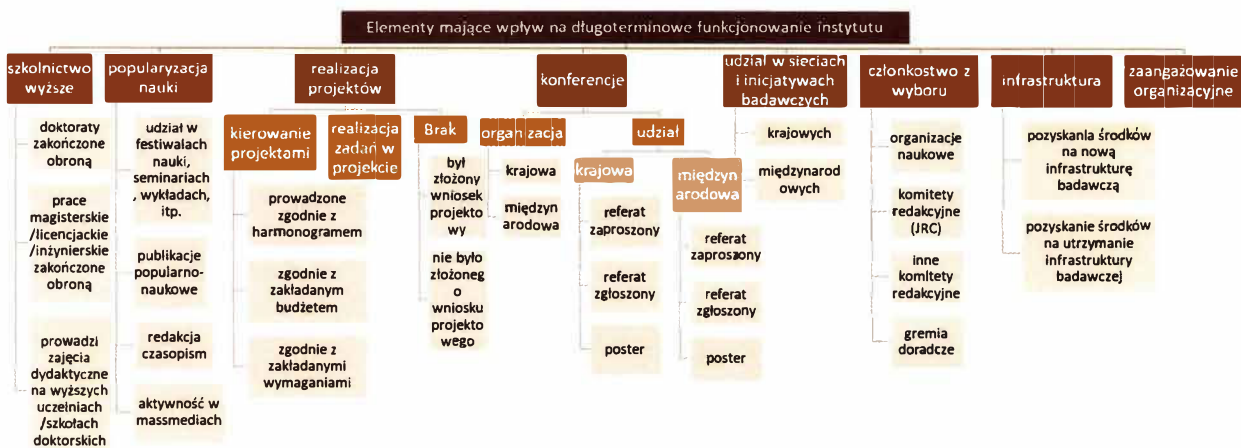 Elementy mające wpływ na długoterminowe funkcjonowanie instytutu
szkolnictwo
wyższe
doktoraty
zakończone
obroną
prace
magisterskie
/licencjackie
/inżynierskie
zakończone
obroną
prowadzi
zajęcia
dydaktyczne
na wyższych
uczelniach
/szkołach
doktorskich
popularyzacja
nauki
udział w
festiwalach
nauki,
seminariach
, wykładach,
itp.
publikacje
popularno-
naukowe
redakcja
czasopism
aktywność w
massmediach
realizacja
projektów
kierowanie
projektami
prowadzone
zgodnie z
harmonogramem
zgodnie z
zakładanym
budżetem
zgodnie z
zakładanymi
wymaganiami
realizacja
zadań w
projekcie
Brak
był
złożony
wniosek
projekto
wy
nie było
złożoneg
o
wniosku
projekto
wego
konferencje
organizacja
krajowa
międzyn
arodowa
udział
krajowa
referat
zaproszony
referat
zgłoszony
poster
międzyn
arodowa
referat
zaproszony
referat
zgłoszony
poster
udział w sieciach
i inicjatywach
badawczych
krajowych
międzynarod
owych
członkostwo z
wyboru
organizacje
naukowe
komitety
redakcyjne
(JRC)
inne
komitety
redakcyjne
gremia
doradcze
infrastruktura
pozyskania środków
na nową
infrastrukturę
badawczą
pozyskanie środków
na utrzymanie
infrastruktury
badawczej
zaangażowanie
organizacyjne